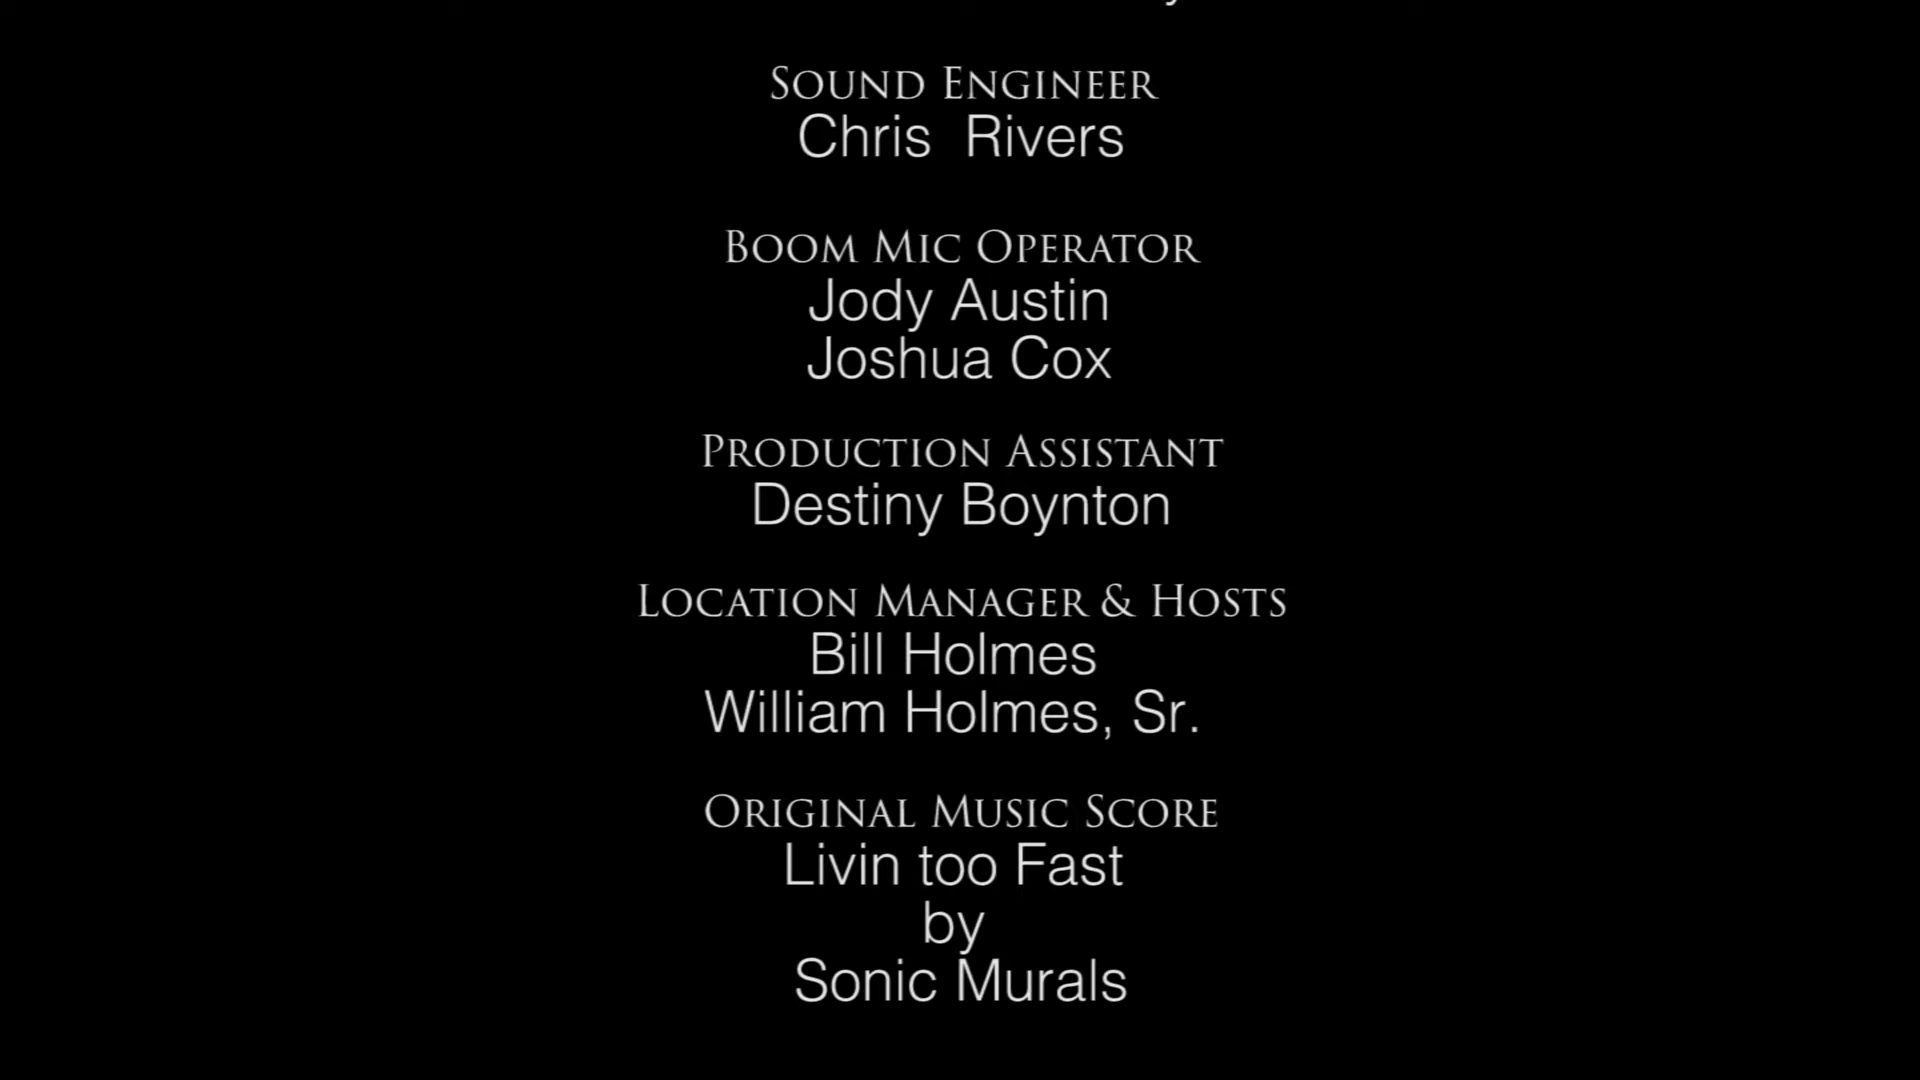 Sound Engineer
Chris Rivers
Boom Mic Operator
Jody Austin
Joshua Cox
Production Assistant
Destiny Boynton
Location Manager & Hosts
Bill Holmes
William Holmes, Sr.
Original Music Score
Livin too Fast
by
Sonic Murals